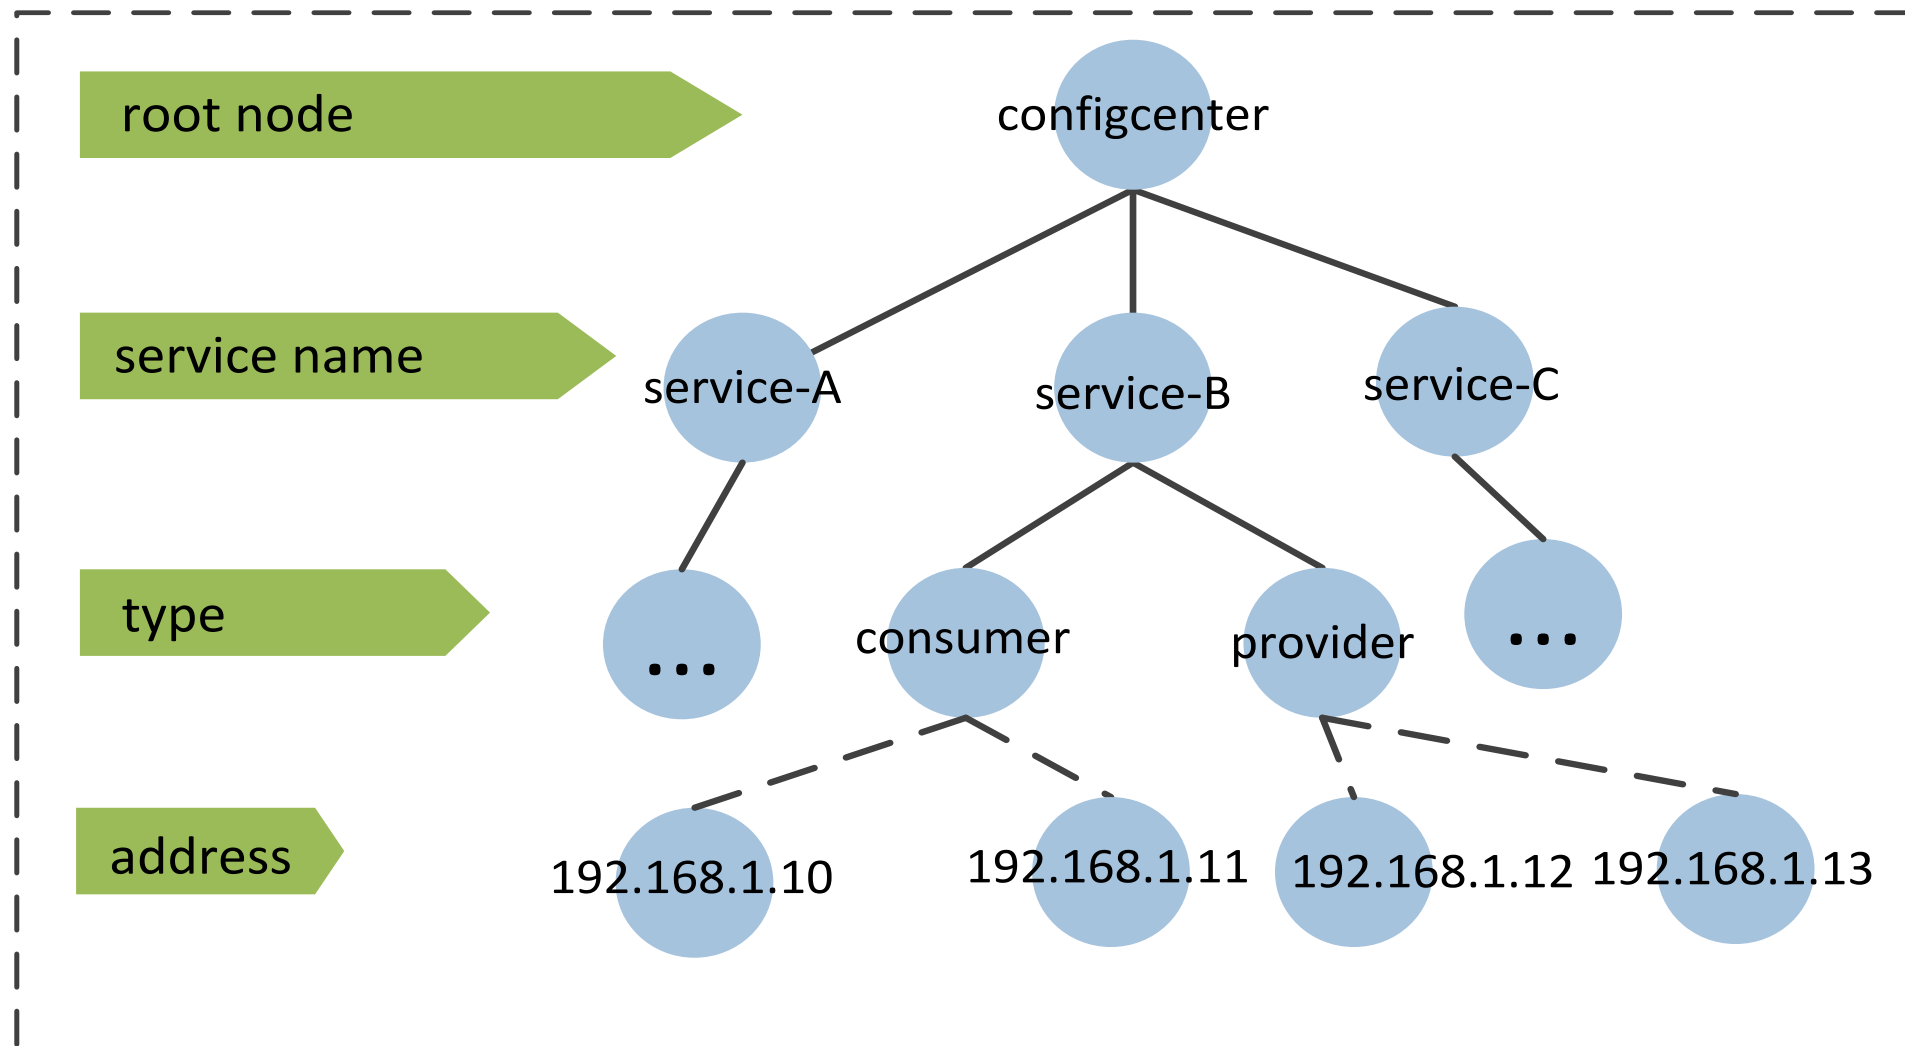 root node
configcenter
service name
service-A
service-B
service-C
type
...
consumer
provider
...
address
192.168.1.10
192.168.1.11
192.168.1.12
192.168.1.13